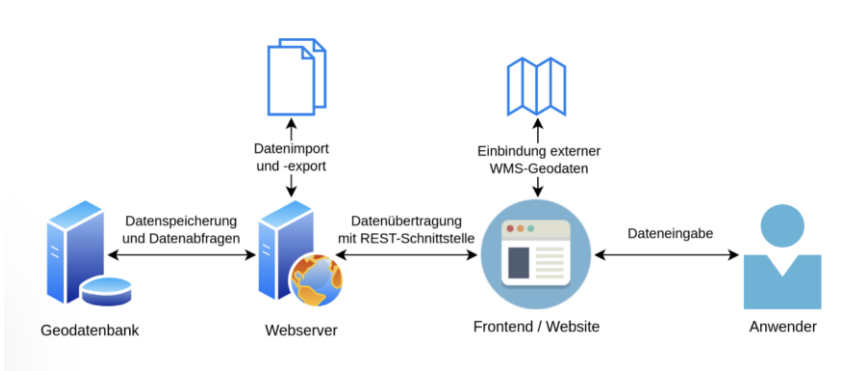 Datenimport
und -export
Einbindung externer
WMS-Geodaten
Datenspeicherung
und Datenabfragen
Datenübertragung
mit REST-Schnittstelle
Dateneingabe
Geodatenbank
Webserver
Frontend / Website
Anwender